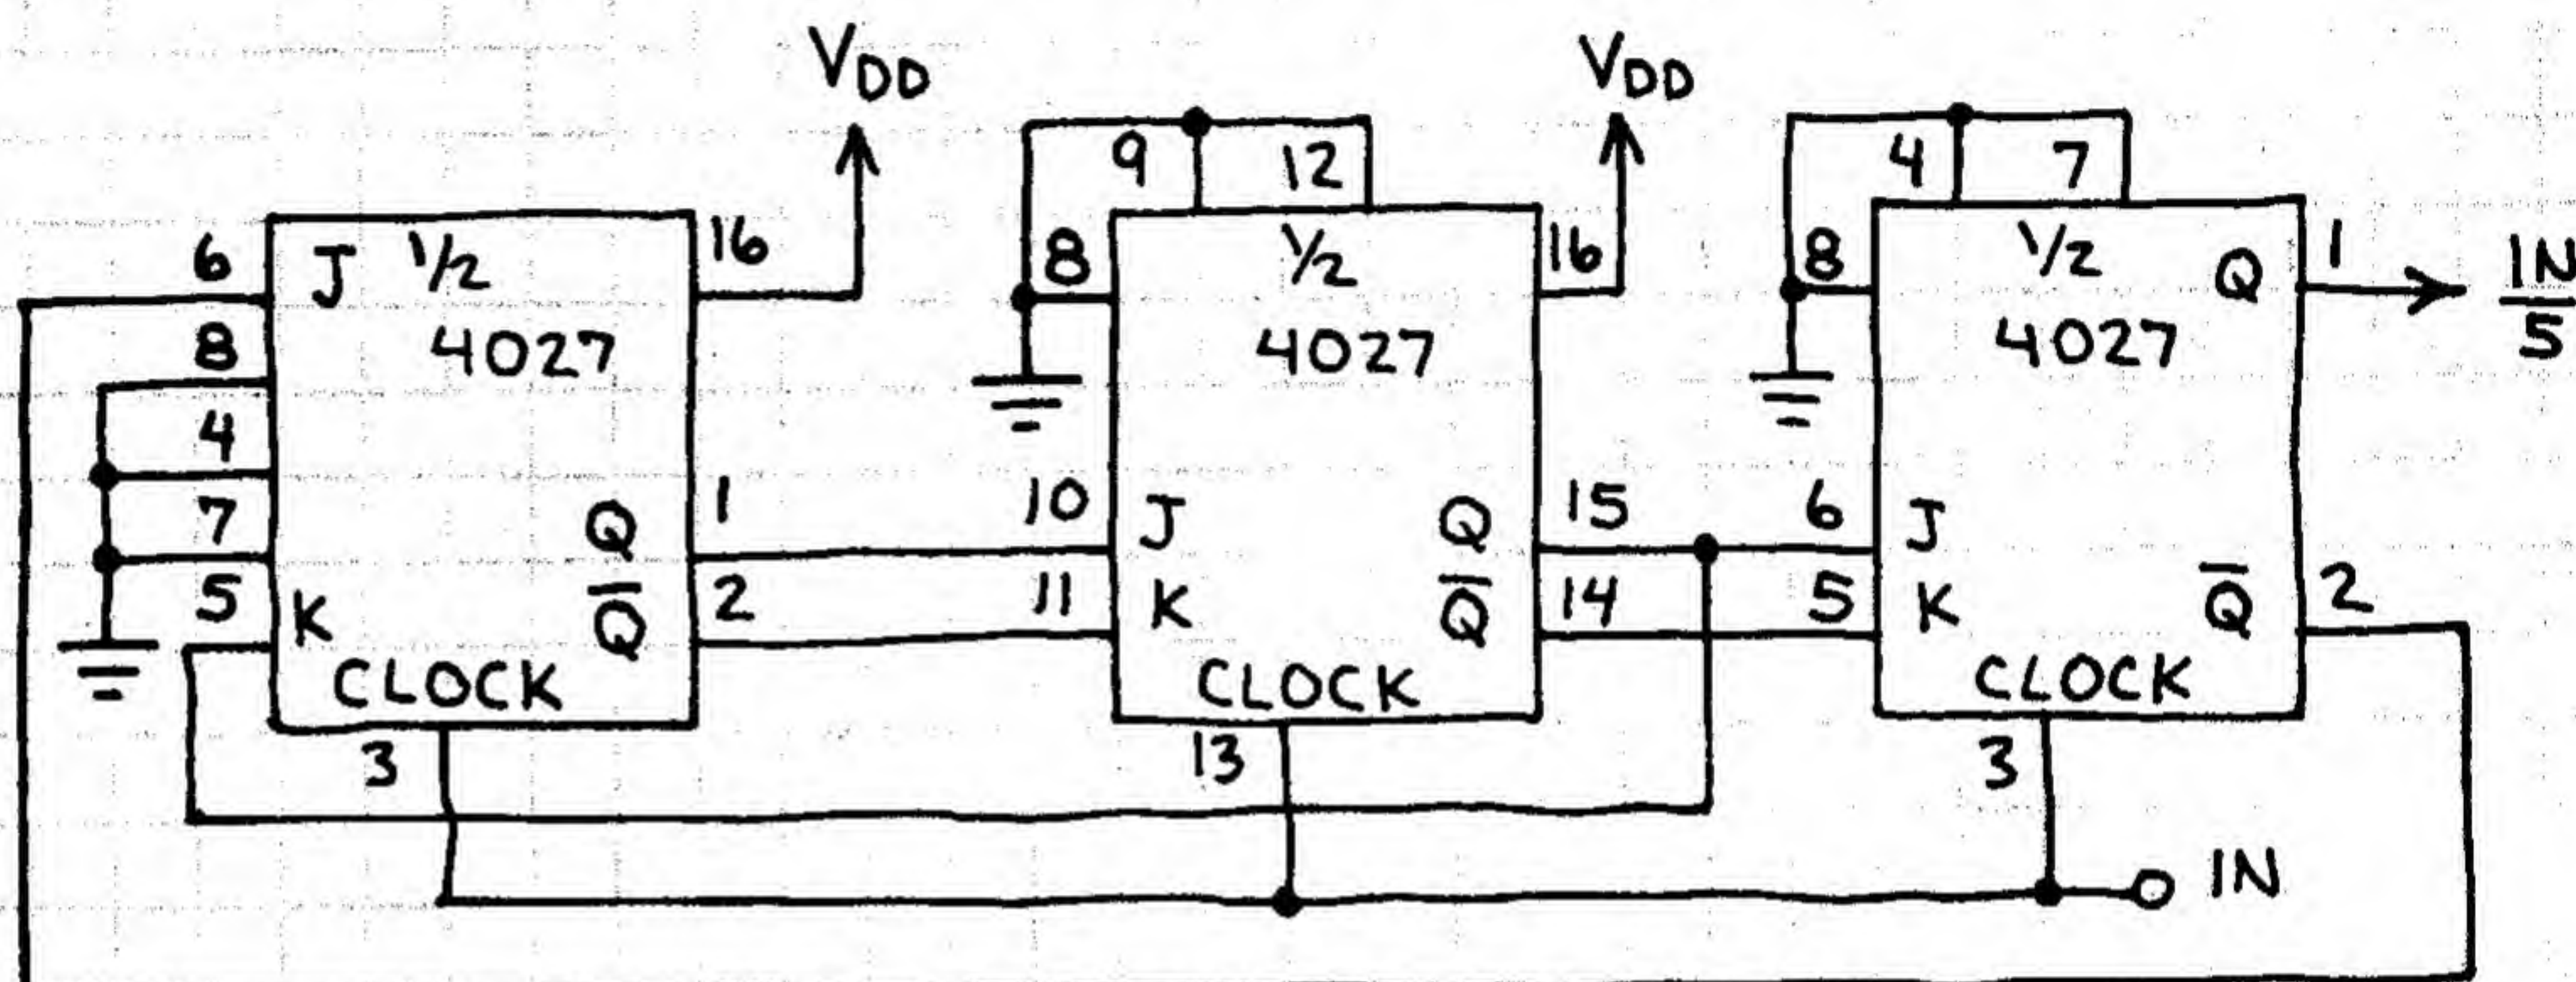 VDD
VDD
9 12
4 7
6 J 1/2 16
8 1/2 16
8 1/2 Q 1 IN/5
8 4027
4027
4027
4
7 Q 1
10 J Q 15
6 J
5 K Q̅ 2
11 K Q̅ 14
5 K Q̅ 2
CLOCK
CLOCK
CLOCK
3
13
3
IN